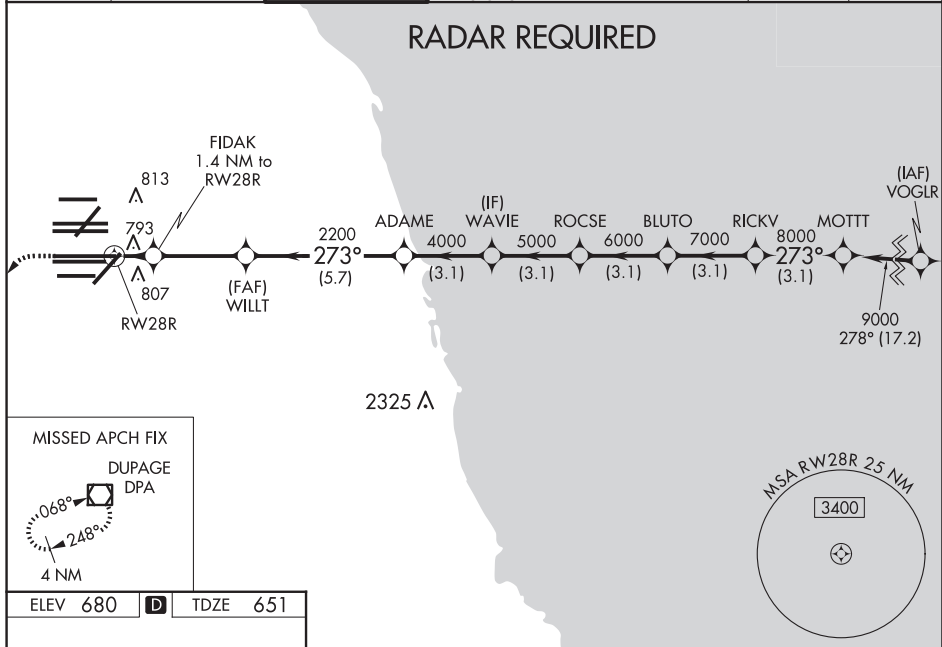 RADAR REQUIRED
FIDAK
1.4 NM to
RW28R
813
793
807
RW28R
(FAF)
WILLT
2200
273°
(5.7)
ADAME
4000
(3.1)
(IF)
WAVIE
5000
(3.1)
ROCSE
6000
(3.1)
BLUTO
7000
(3.1)
RICKV
8000
273°
(3.1)
MOTTT
(IAF)
VOGLR
9000
278° (17.2)
2325
MISSED APCH FIX
DUPAGE
DPA
068°
248°
4 NM
MSA RW28R 25 NM
3400
ELEV 680 D TDZE 651